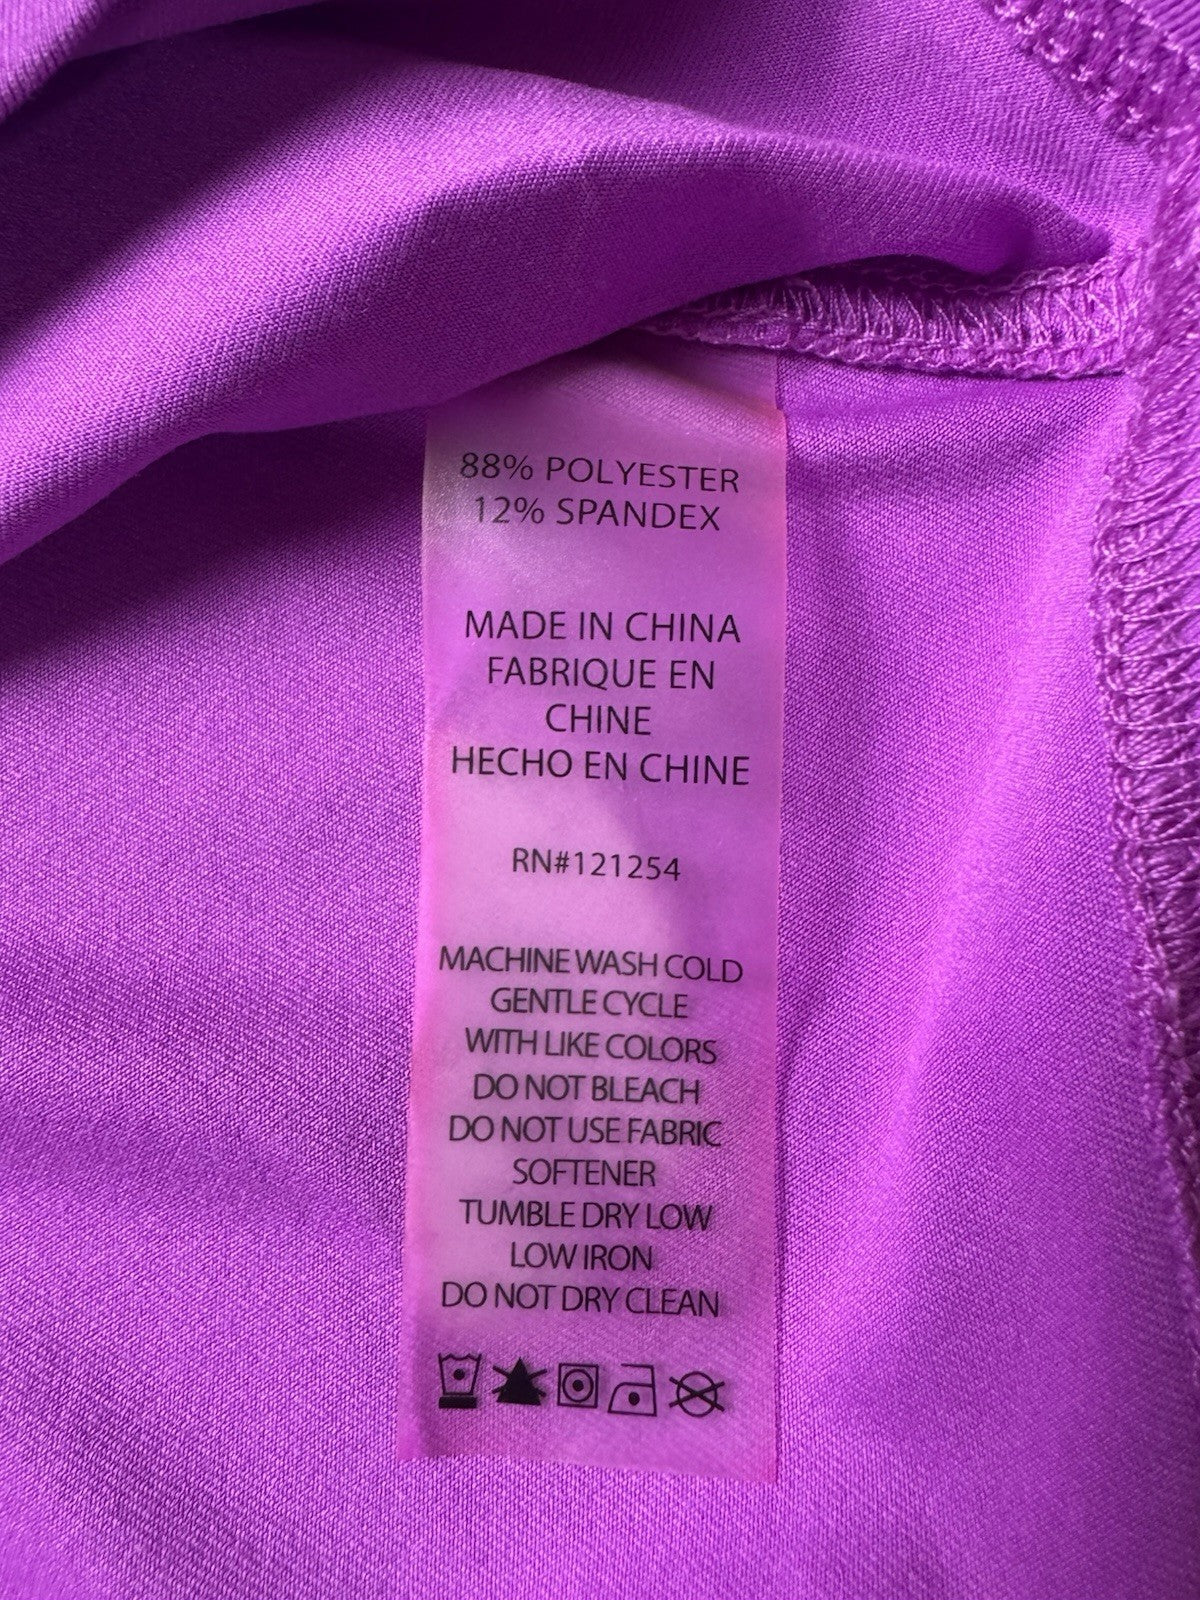 88% POLYESTER
12% SPANDEX
MADE IN CHINA
FABRIQUE EN
CHINE
HECHO EN CHINE
RN#121254
MACHINE WASH COLD
GENTLE CYCLE
WITH LIKE COLORS
DO NOT BLEACH
DO NOT USE FABRIC
SOFTENER
TUMBLE DRY LOW
LOW IRON
DO NOT DRY CLEAN